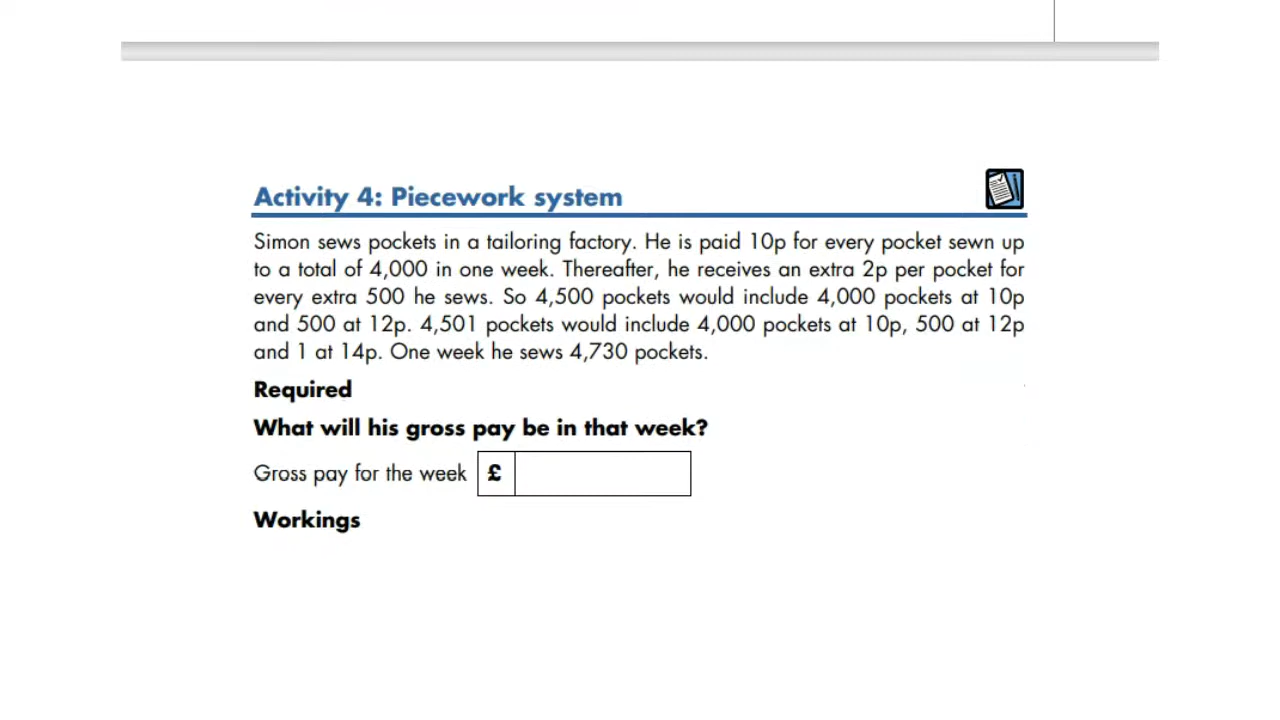 Activity 4: Piecework system
Simon sews pockets in a tailoring factory. He is paid 10p for every pocket sewn up
to a total of 4,000 in one week. Thereafter, he receives an extra 2p per pocket for
every extra 500 he sews. So 4,500 pockets would include 4,000 pockets at 10p
and 500 at 12p. 4,501 pockets would include 4,000 pockets at 10p, 500 at 12p
and 1 at 14p. One week he sews 4,730 pockets.
Required
What will his gross pay be in that week?
Gross pay for the week £
Workings